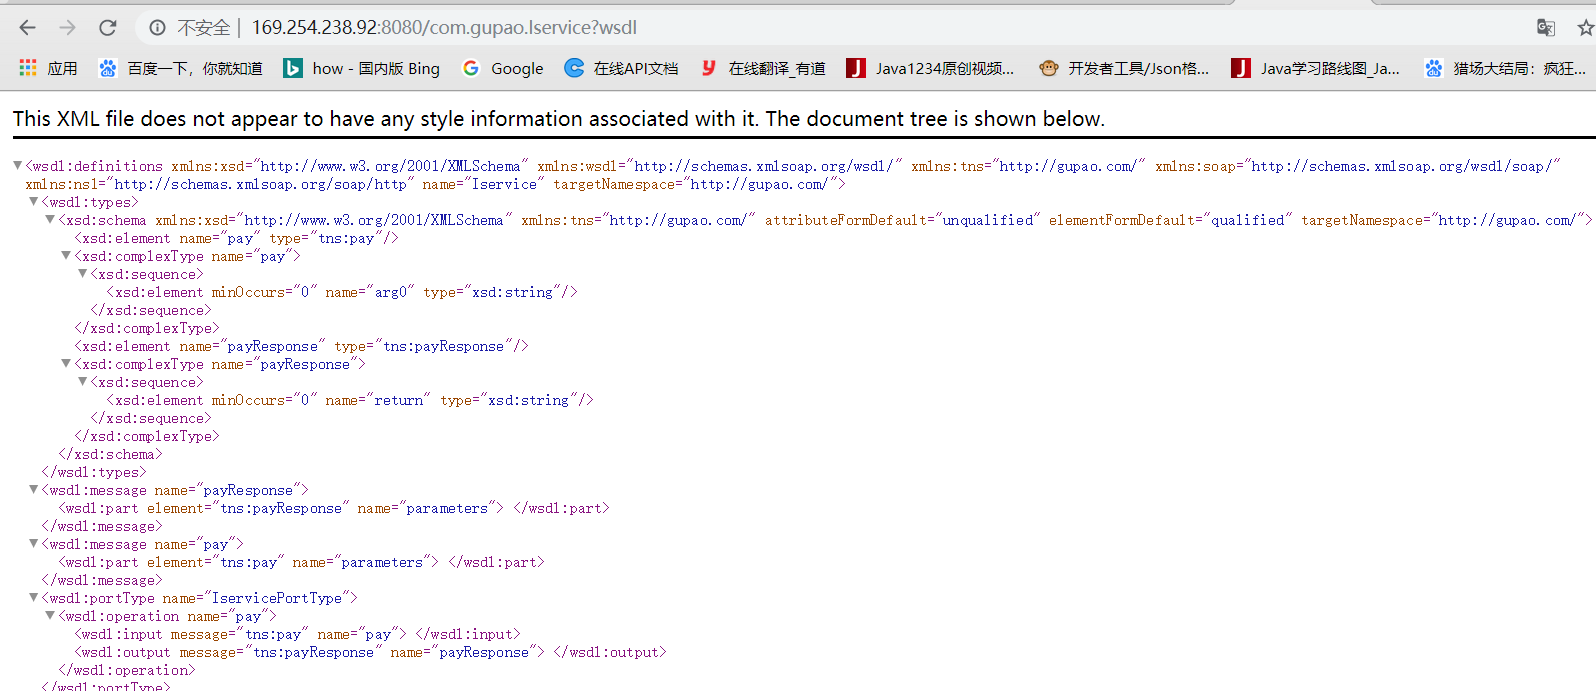 不安全 | 169.254.238.92:8080/com.gupao.Iservice?wsdl
应用 百度一下，你就知道 how - 国内版 Bing Google 在线API文档 在线翻译_有道 Java1234原创视频... 开发者工具/Json格... Java学习路线图_Ja... 猎场大结局：疯狂...
This XML file does not appear to have any style information associated with it. The document tree is shown below.
<wsdl:definitions xmlns:xsd="http://www.w3.org/2001/XMLSchema" xmlns:wsdl="http://schemas.xmlsoap.org/wsdl/" xmlns:tns="http://gupao.com/" xmlns:soap="http://schemas.xmlsoap.org/wsdl/soap/"
xmlns:ns1="http://schemas.xmlsoap.org/soap/http" name="Iservice" targetNamespace="http://gupao.com/">
<wsdl:types>
<xsd:schema xmlns:xsd="http://www.w3.org/2001/XMLSchema" xmlns:tns="http://gupao.com/" attributeFormDefault="unqualified" elementFormDefault="qualified" targetNamespace="http://gupao.com/">
<xsd:element name="pay" type="tns:pay"/>
<xsd:complexType name="pay">
<xsd:sequence>
<xsd:element minOccurs="0" name="arg0" type="xsd:string"/>
</xsd:sequence>
</xsd:complexType>
<xsd:element name="payResponse" type="tns:payResponse"/>
<xsd:complexType name="payResponse">
<xsd:sequence>
<xsd:element minOccurs="0" name="return" type="xsd:string"/>
</xsd:sequence>
</xsd:complexType>
</xsd:schema>
</wsdl:types>
<wsdl:message name="payResponse">
<wsdl:part element="tns:payResponse" name="parameters"> </wsdl:part>
</wsdl:message>
<wsdl:message name="pay">
<wsdl:part element="tns:pay" name="parameters"> </wsdl:part>
</wsdl:message>
<wsdl:portType name="IservicePortType">
<wsdl:operation name="pay">
<wsdl:input message="tns:pay" name="pay"> </wsdl:input>
<wsdl:output message="tns:payResponse" name="payResponse"> </wsdl:output>
</wsdl:operation>
</wsdl:portType>